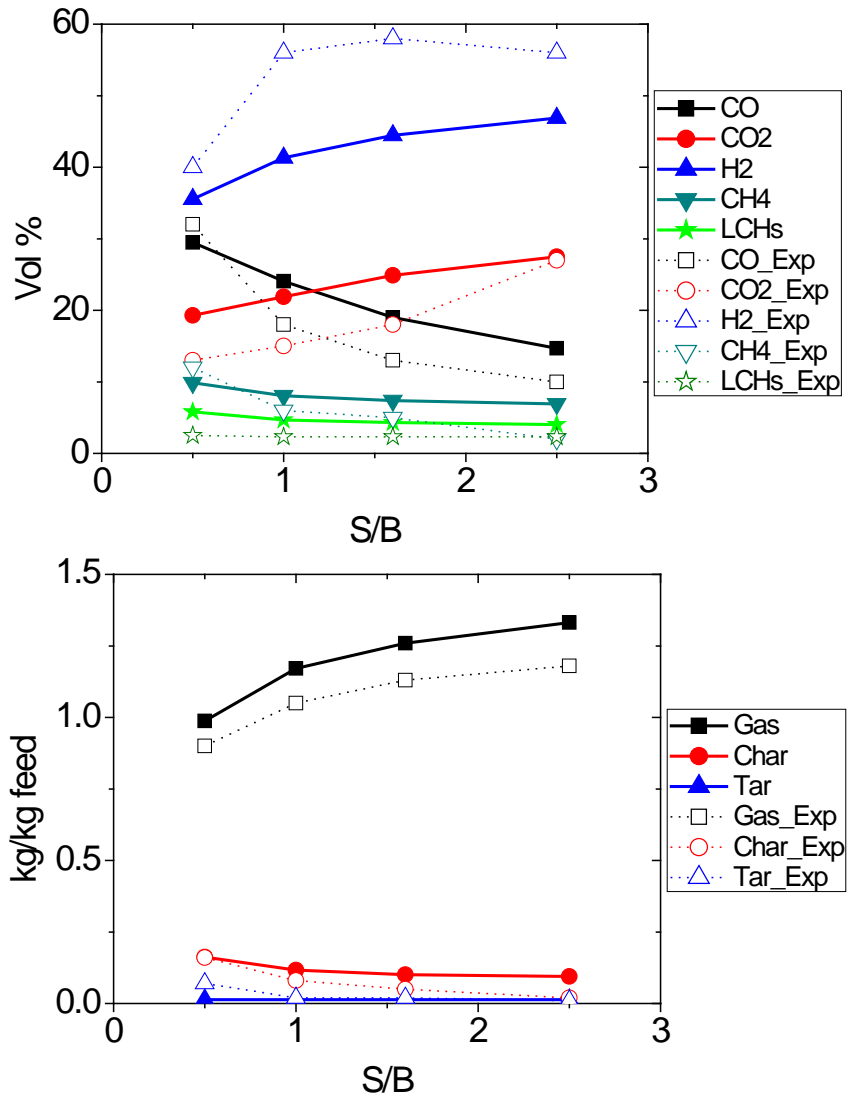 60
40
20
0
Vol %
0
1
2
3
S/B
CO
CO2
H2
CH4
LCHs
CO_Exp
CO2_Exp
H2_Exp
CH4_Exp
LCHs_Exp
1.5
1.0
0.5
0.0
kg/kg feed
0
1
2
3
S/B
Gas
Char
Tar
Gas_Exp
Char_Exp
Tar_Exp